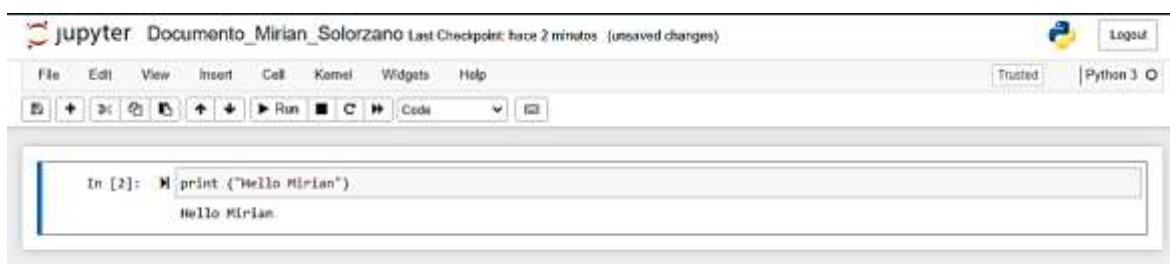 jupyter Documento_Mirian_Solorzano Last Checkpoint: hace 2 minutos (unsaved changes) Logout
File Edit View Insert Cell Kernel Widgets Help Trusted Python 3
Run Code
In [2]: print ("Hello Mirian")
Hello Mirian